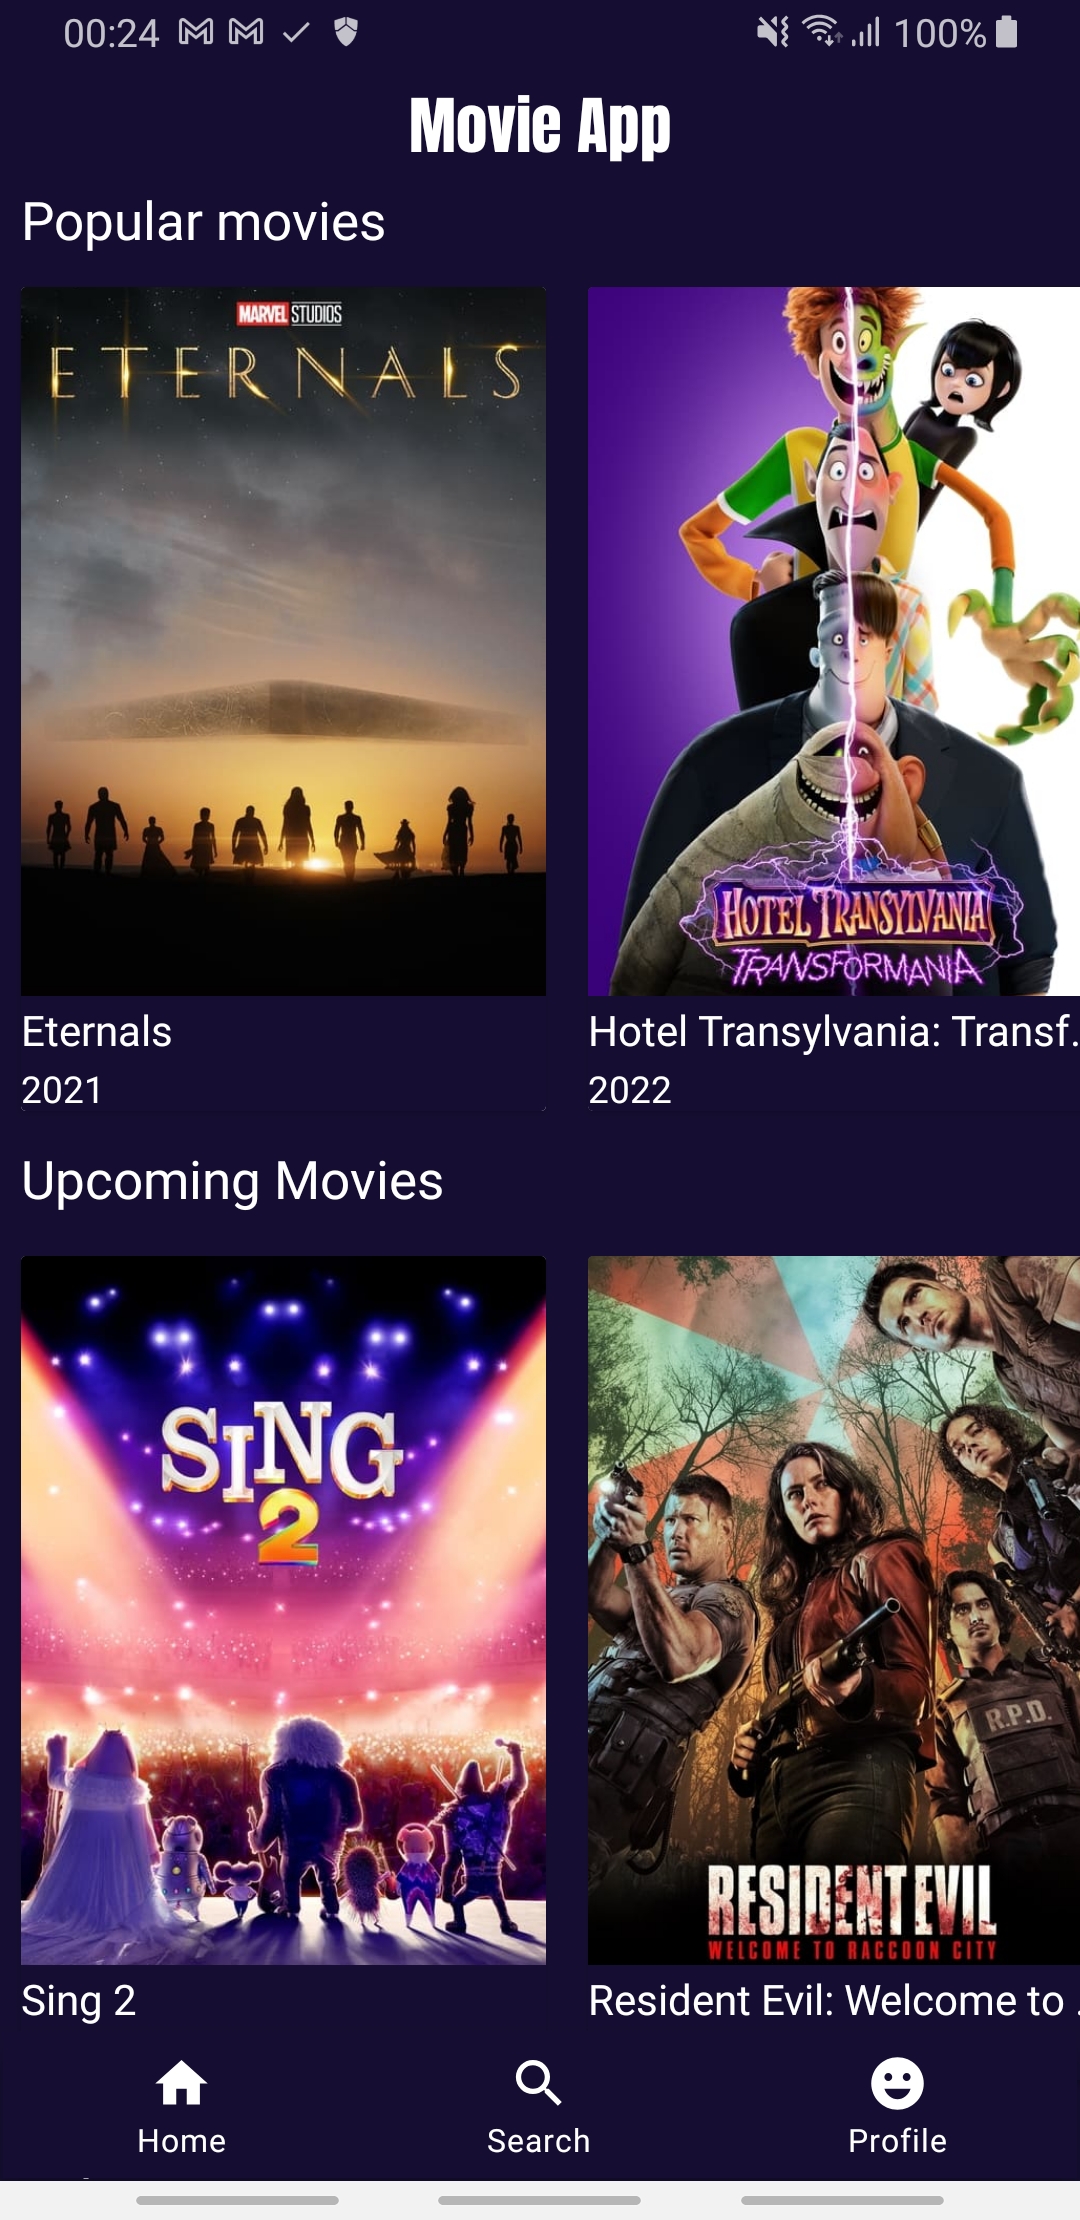 00:24
100%
Movie App
Popular movies
MARVEL STUDIOS
ETERNALS
HOTEL TRANSYLVANIA
TRANSFORMANIA
Eternals
Hotel Transylvania: Transf.
2021
2022
Upcoming Movies
SING
2
R.P.D.
RESIDENT EVIL
WELCOME TO RACCOON CITY
Sing 2
Resident Evil: Welcome to .
Home
Search
Profile